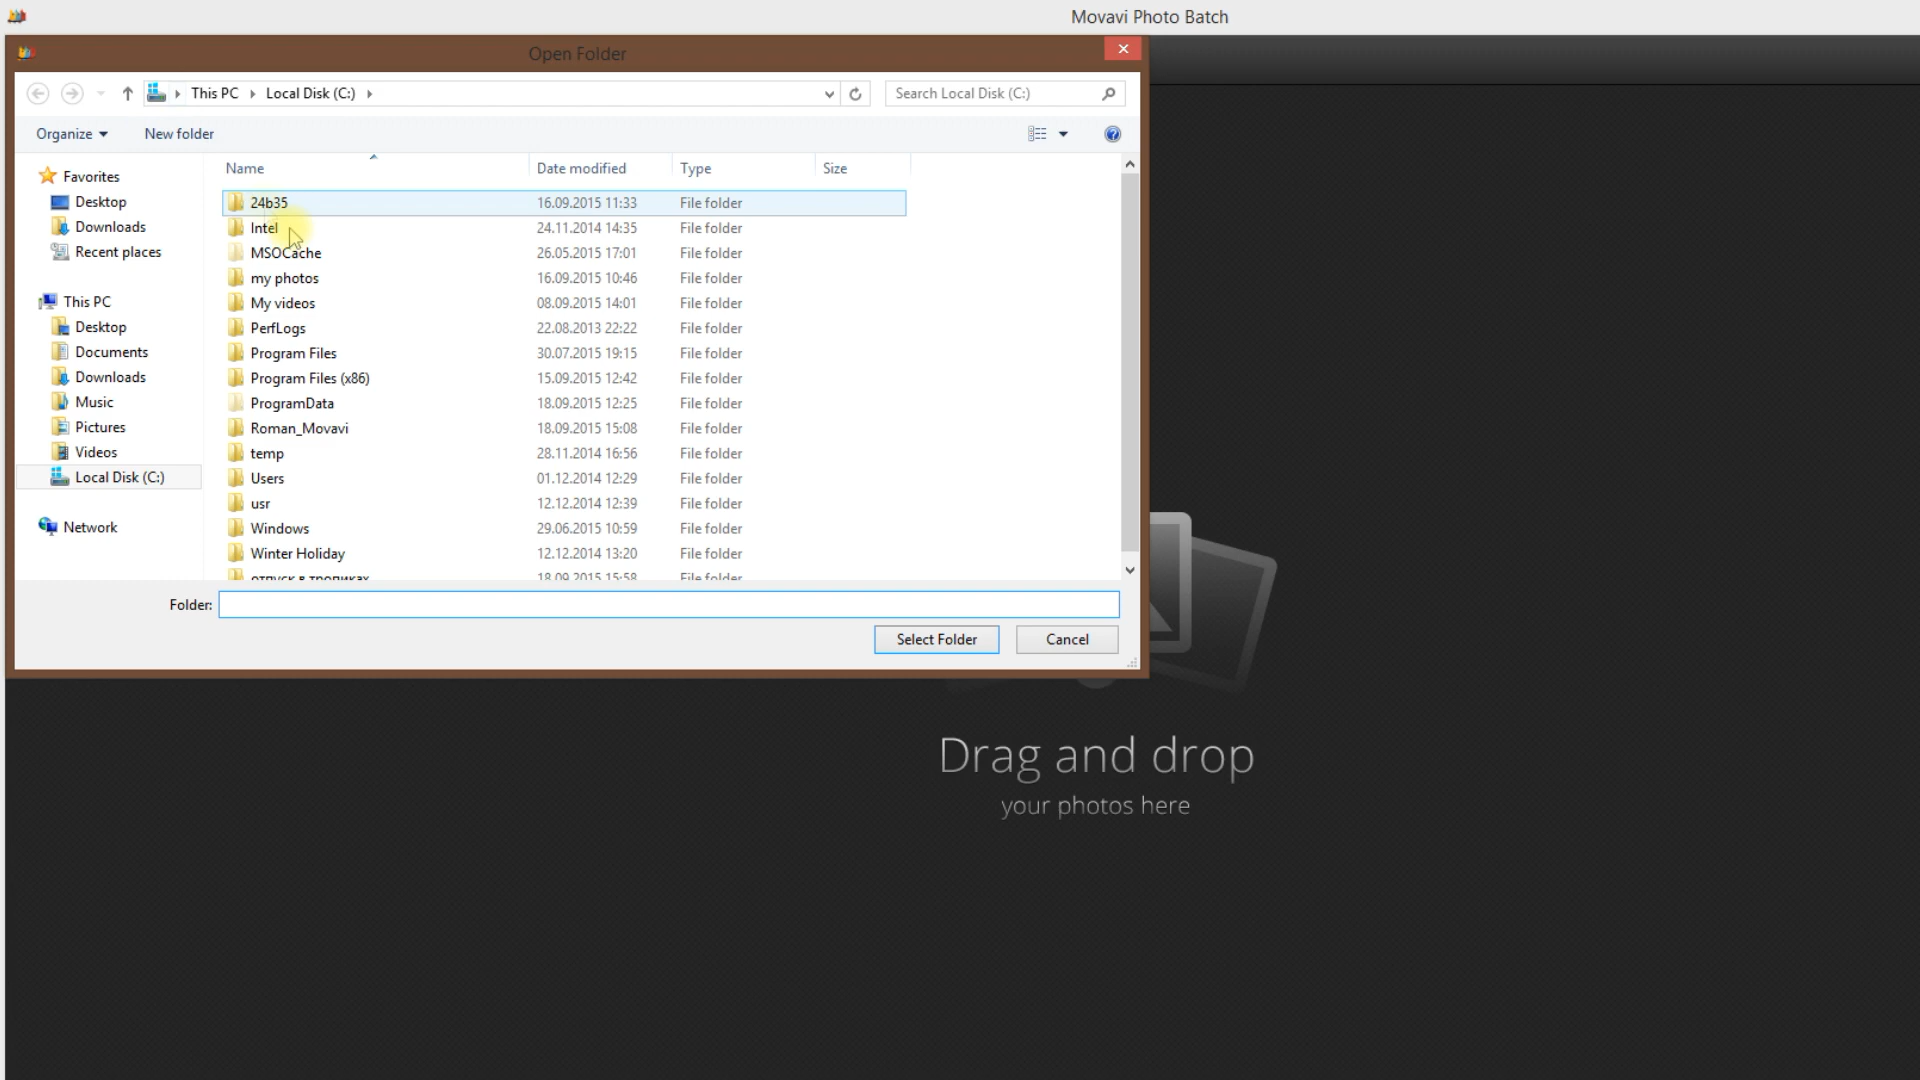 Movavi Photo Batch
Open Folder
This PC Local Disk (C:)
Search Local Disk (C:)
Organize
New folder
Name Date modified Type Size
Favorites
Desktop
Downloads
Recent places
This PC
Desktop
Documents
Downloads
Music
Pictures
Videos
Local Disk (C:)
Network
24b35 16.09.2015 11:33 File folder
Intel 24.11.2014 14:35 File folder
MSOCache 26.05.2015 17:01 File folder
my photos 16.09.2015 10:46 File folder
My videos 08.09.2015 14:01 File folder
PerfLogs 22.08.2013 22:22 File folder
Program Files 30.07.2015 19:15 File folder
Program Files (x86) 15.09.2015 12:42 File folder
ProgramData 18.09.2015 12:25 File folder
Roman_Movavi 18.09.2015 15:08 File folder
temp 28.11.2014 16:56 File folder
Users 01.12.2014 12:29 File folder
usr 12.12.2014 12:39 File folder
Windows 29.06.2015 10:59 File folder
Winter Holiday 12.12.2014 13:20 File folder
отпуск в тропиках 18.09.2015 15:58 File folder
Folder:
Select Folder
Cancel
Drag and drop
your photos here